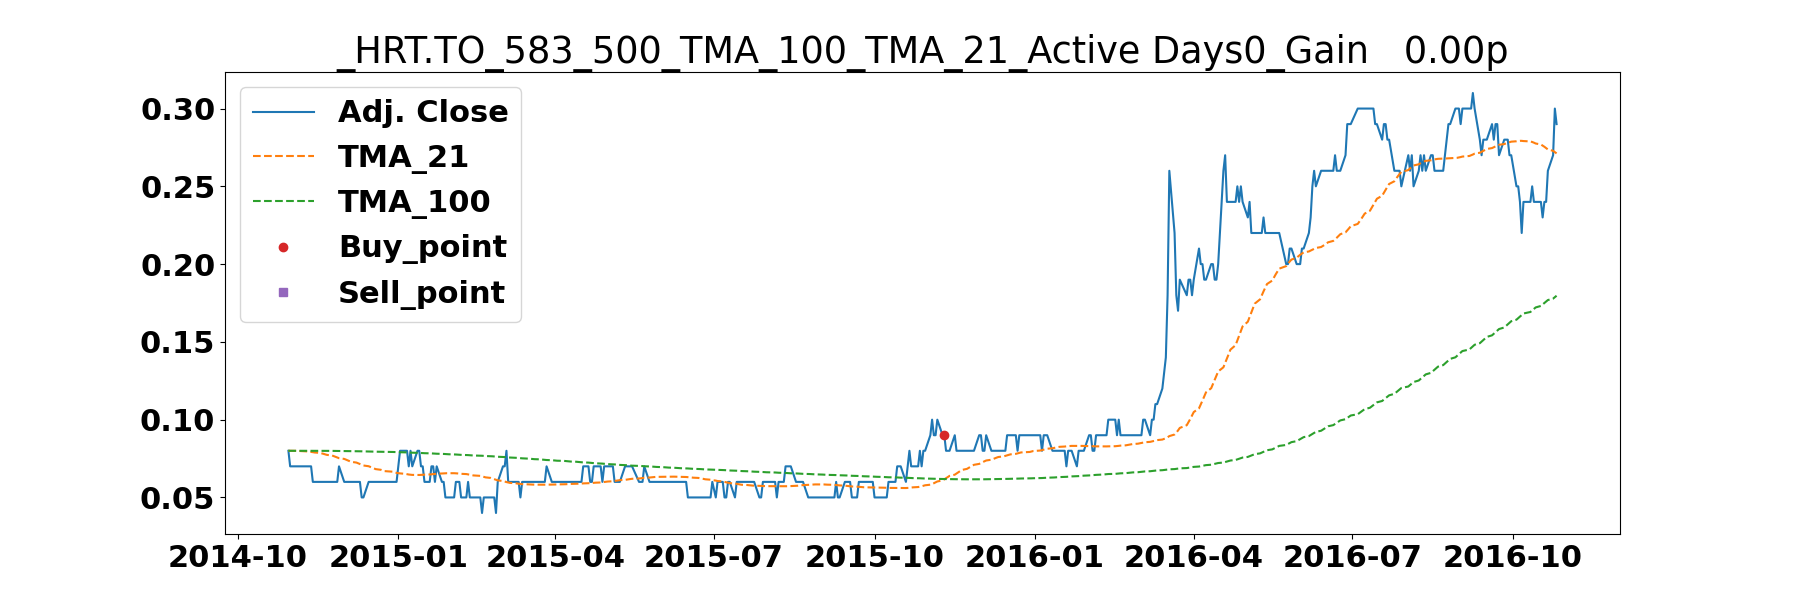 _HRT.TO_583_500_TMA_100_TMA_21_Active Days0_Gain   0.00p
Adj. Close
TMA_21
TMA_100
Buy_point
Sell_point
0.30
0.25
0.20
0.15
0.10
0.05
2014-10 2015-01 2015-04 2015-07 2015-10 2016-01 2016-04 2016-07 2016-10